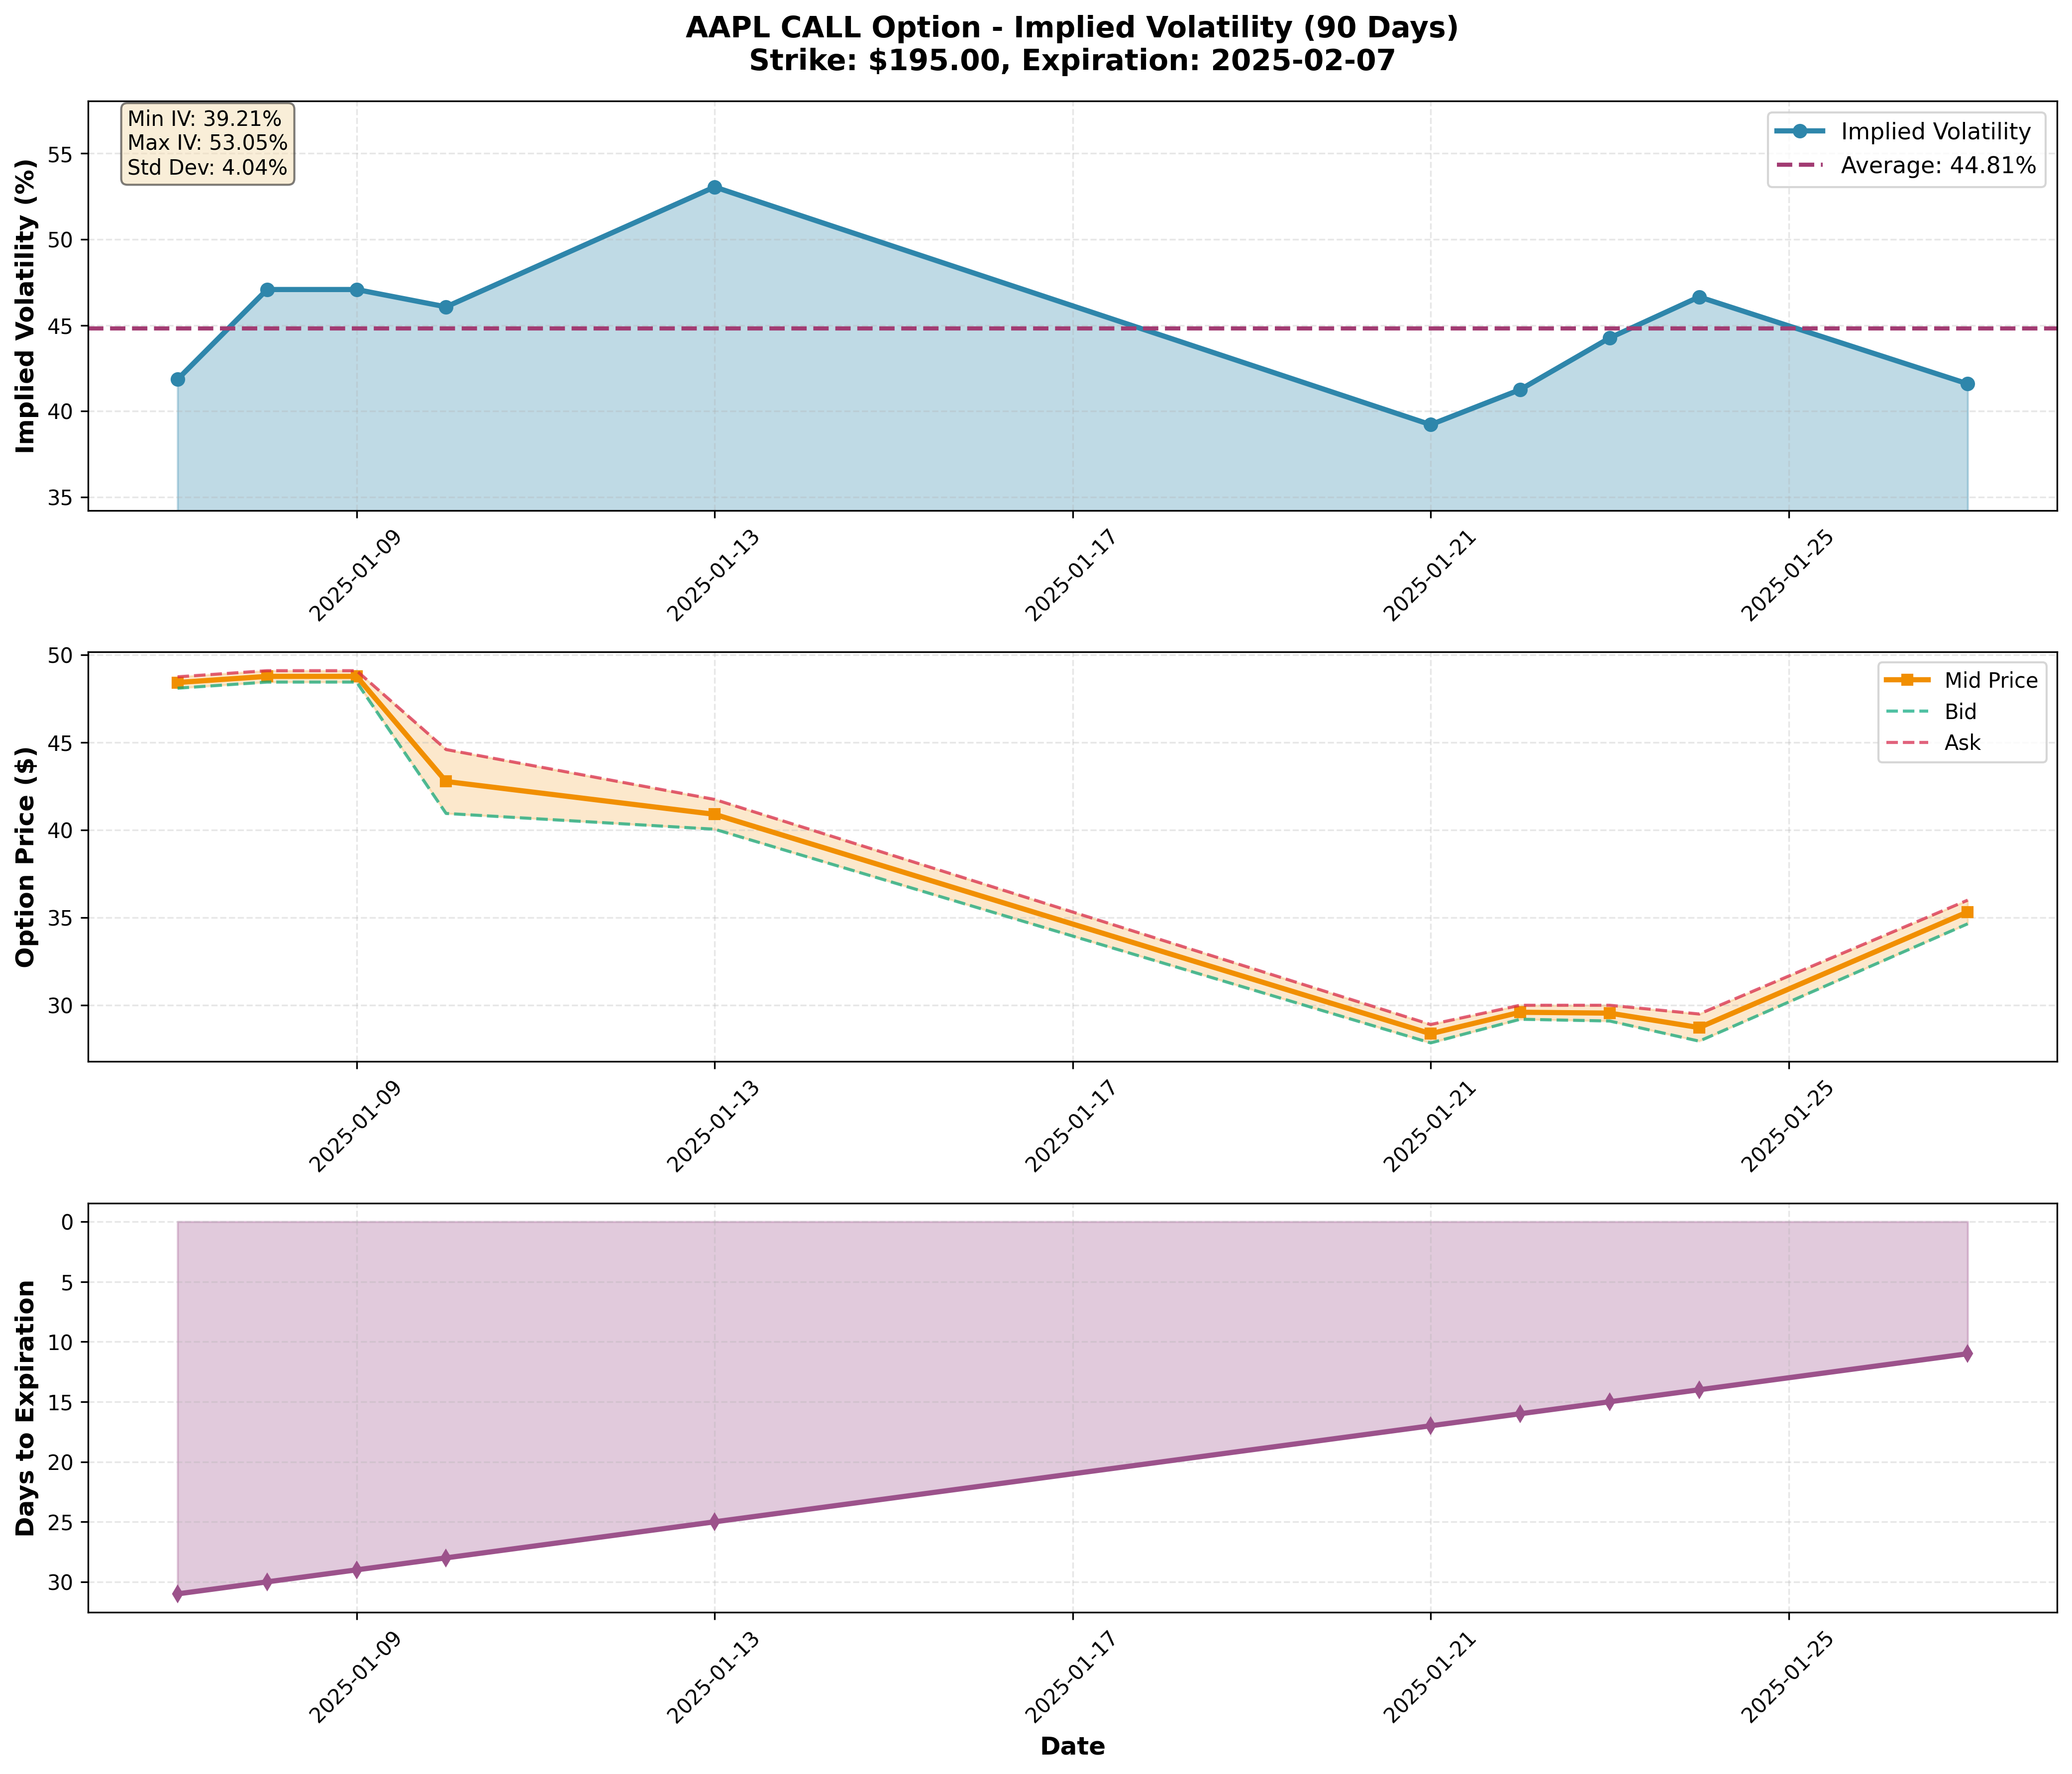 AAPL CALL Option - Implied Volatility (90 Days)
Strike: $195.00, Expiration: 2025-02-07
Min IV: 39.21%
Max IV: 53.05%
Std Dev: 4.04%
Implied Volatility
Average: 44.81%
Implied Volatility (%)
55
50
45
40
35
2025-01-09
2025-01-13
2025-01-17
2025-01-21
2025-01-25
Mid Price
Bid
Ask
Option Price ($)
50
45
40
35
30
2025-01-09
2025-01-13
2025-01-17
2025-01-21
2025-01-25
Days to Expiration
0
5
10
15
20
25
30
2025-01-09
2025-01-13
2025-01-17
2025-01-21
2025-01-25
Date